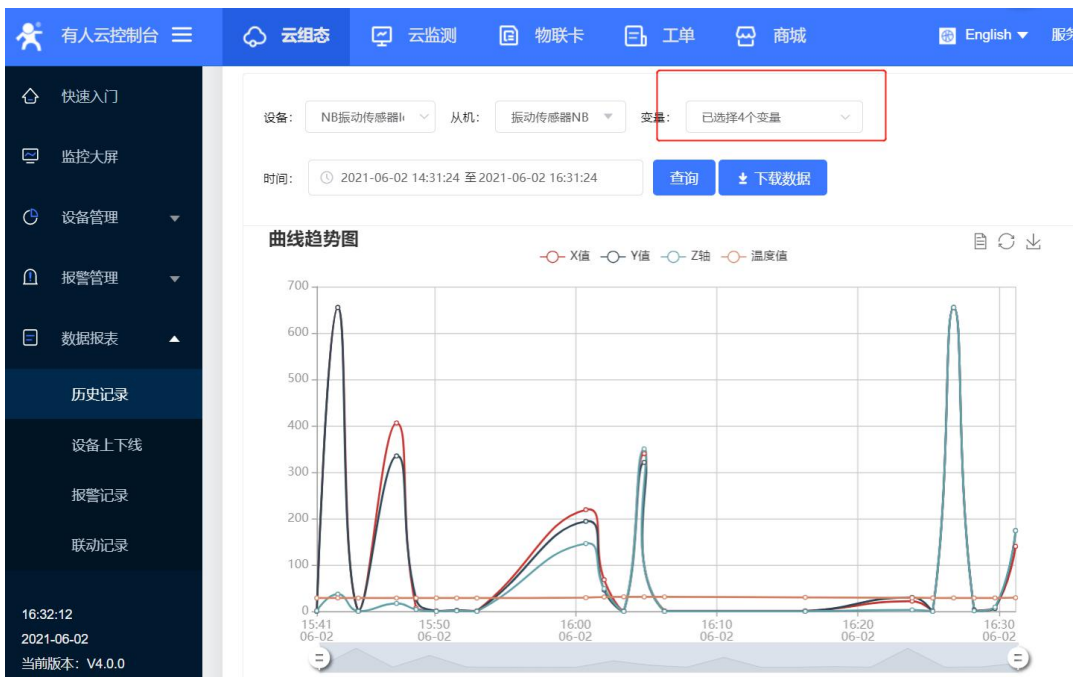 有人云控制台 云组态 云监测 物联卡 工单 商城 English
快速入门
监控大屏
设备管理
报警管理
数据报表
历史记录
设备上下线
报警记录
联动记录
16:32:12
2021-06-02
当前版本：V4.0.0
设备： NB振动传感器 从机： 振动传感器NB 变量： 已选择4个变量
时间： 2021-06-02 14:31:24 至 2021-06-02 16:31:24 查询 下载数据
曲线趋势图
X值 Y值 Z轴 温度值
700
600
500
400
300
200
100
0
15:41 15:50 16:00 16:10 16:20 16:30
06-02 06-02 06-02 06-02 06-02 06-02